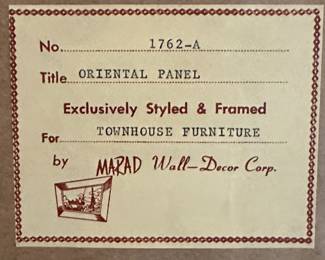 No. 1762-A
Title ORIENTAL PANEL
Exclusively Styled & Framed
For TOWNHOUSE FURNITURE
by MARAD Wall-Decor Corp.